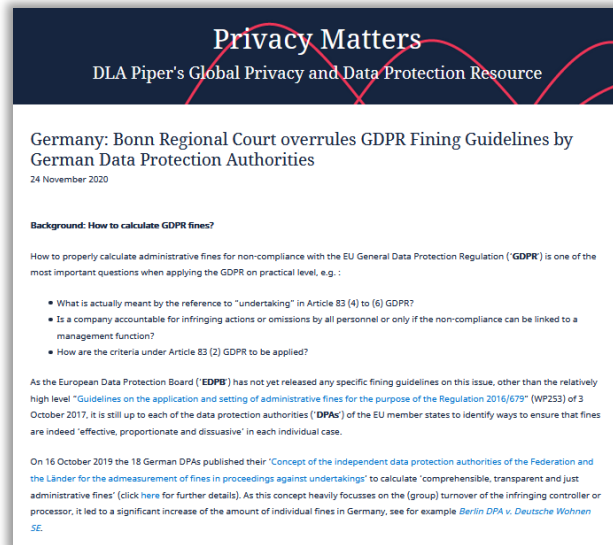 Privacy Matters
DLA Piper's Global Privacy and Data Protection Resource
Germany: Bonn Regional Court overrules GDPR Fining Guidelines by
German Data Protection Authorities
24 November 2020
Background: How to calculate GDPR fines?
How to properly calculate administrative fines for non-compliance with the EU General Data Protection Regulation ('GDPR') is one of the
most important questions when applying the GDPR on practical level, e.g. :
• What is actually meant by the reference to "undertaking" in Article 83 (4) to (6) GDPR?
• Is a company accountable for infringing actions or omissions by all personnel or only if the non-compliance can be linked to a
management function?
• How are the criteria under Article 83 (2) GDPR to be applied?
As the European Data Protection Board ('EDPB') has not yet released any specific fining guidelines on this issue, other than the relatively
high level "Guidelines on the application and setting of administrative fines for the purpose of the Regulation 2016/679" (WP253) of 3
October 2017, it is still up to each of the data protection authorities ('DPAs') of the EU member states to identify ways to ensure that fines
are indeed 'effective, proportionate and dissuasive' in each individual case.
On 16 October 2019 the 18 German DPAs published their 'Concept of the independent data protection authorities of the Federation and
the Länder for the admeasurement of fines in proceedings against undertakings' to calculate 'comprehensible, transparent and just
administrative fines' (click here for further details). As this concept heavily focusses on the (group) turnover of the infringing controller or
processor, it led to a significant increase of the amount of individual fines in Germany, see for example Berlin DPA v. Deutsche Wohnen
SE.